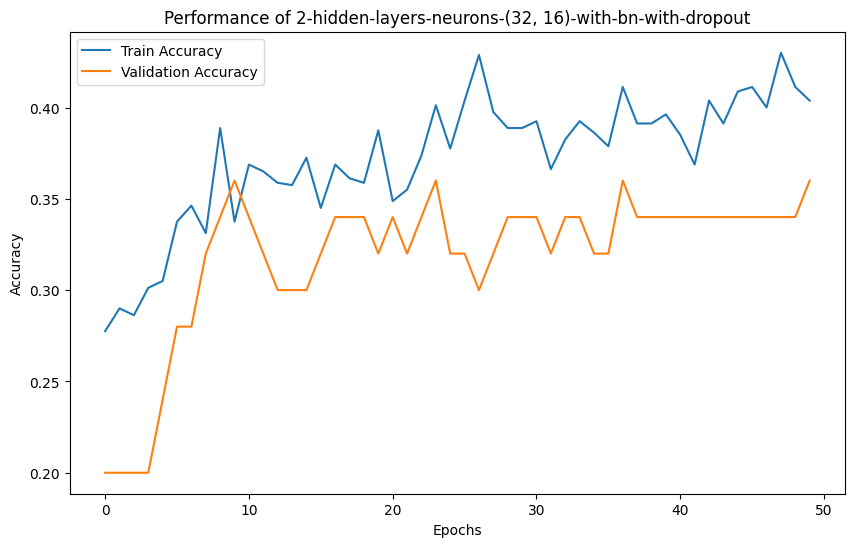 Performance of 2-hidden-layers-neurons-(32, 16)-with-bn-with-dropout
Train Accuracy
Validation Accuracy
Accuracy
0.40
0.35
0.30
0.25
0.20
0
10
20
30
40
50
Epochs